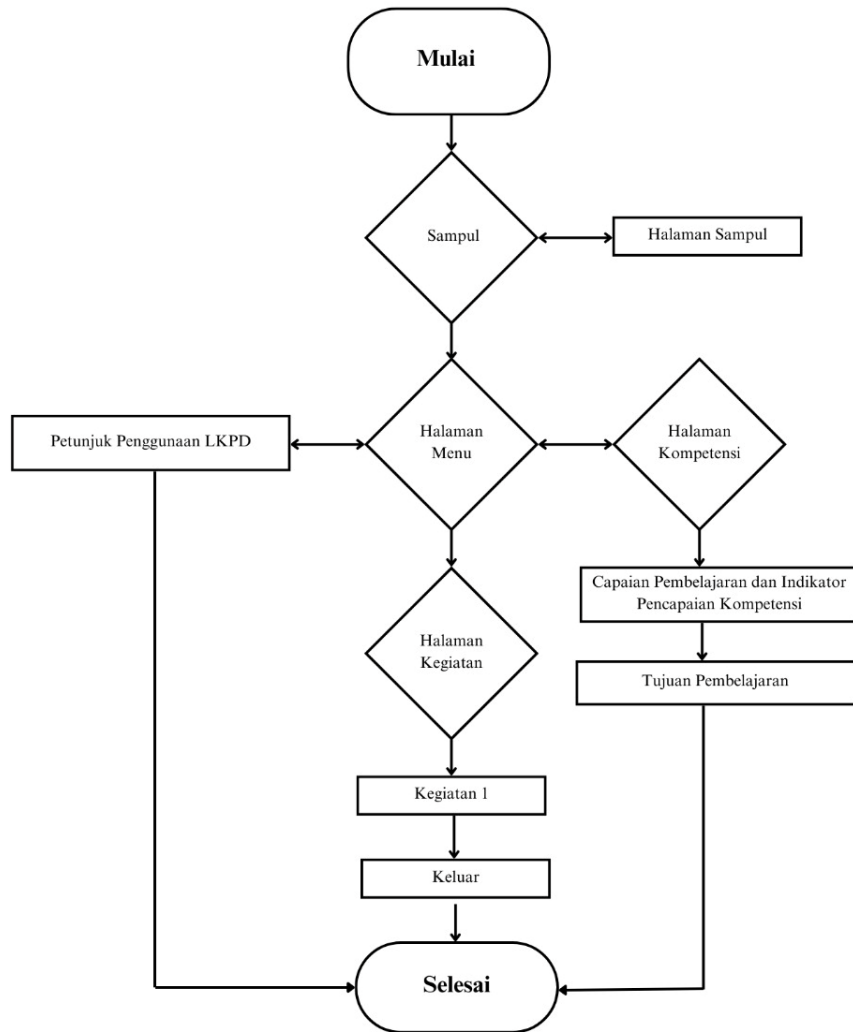 Mulai
Sampul
Halaman Sampul
Petunjuk Penggunaan LKPD
Halaman
Menu
Halaman
Kompetensi
Capaian Pembelajaran dan Indikator
Pencapaian Kompetensi
Halaman
Kegiatan
Tujuan Pembelajaran
Kegiatan 1
Keluar
Selesai